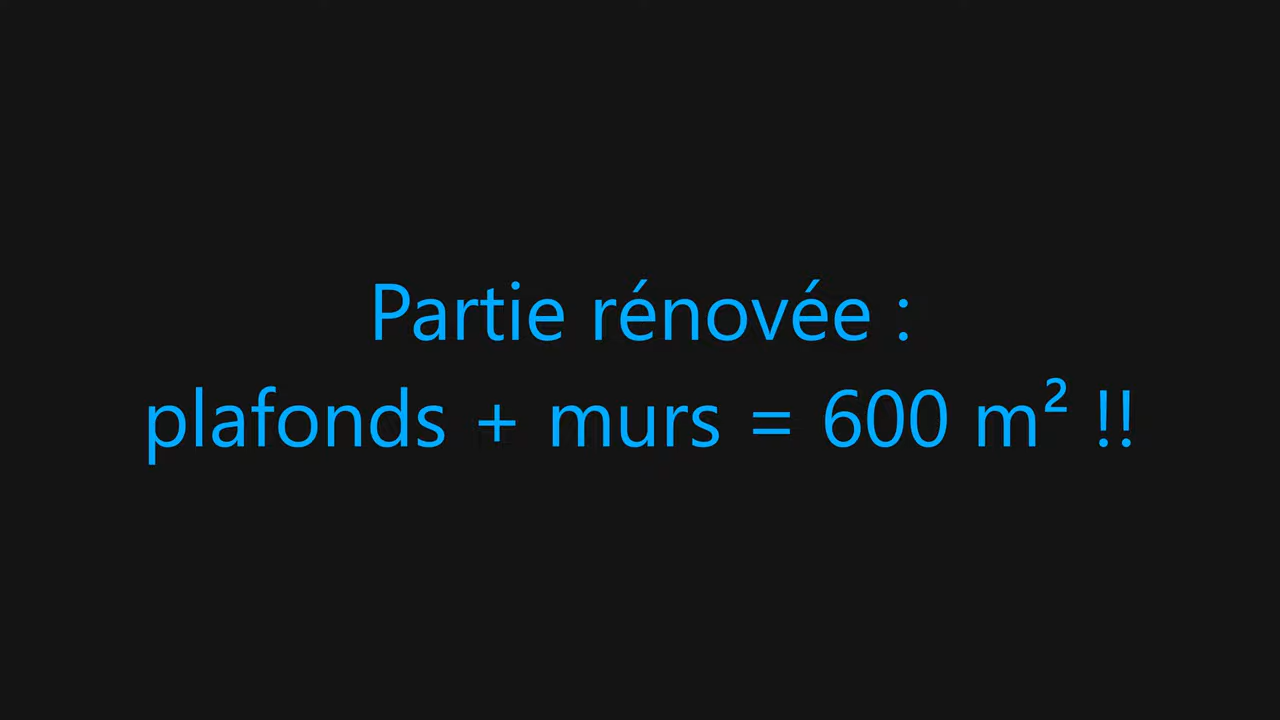 Partie rénovée :
plafonds + murs = 600 m² !!